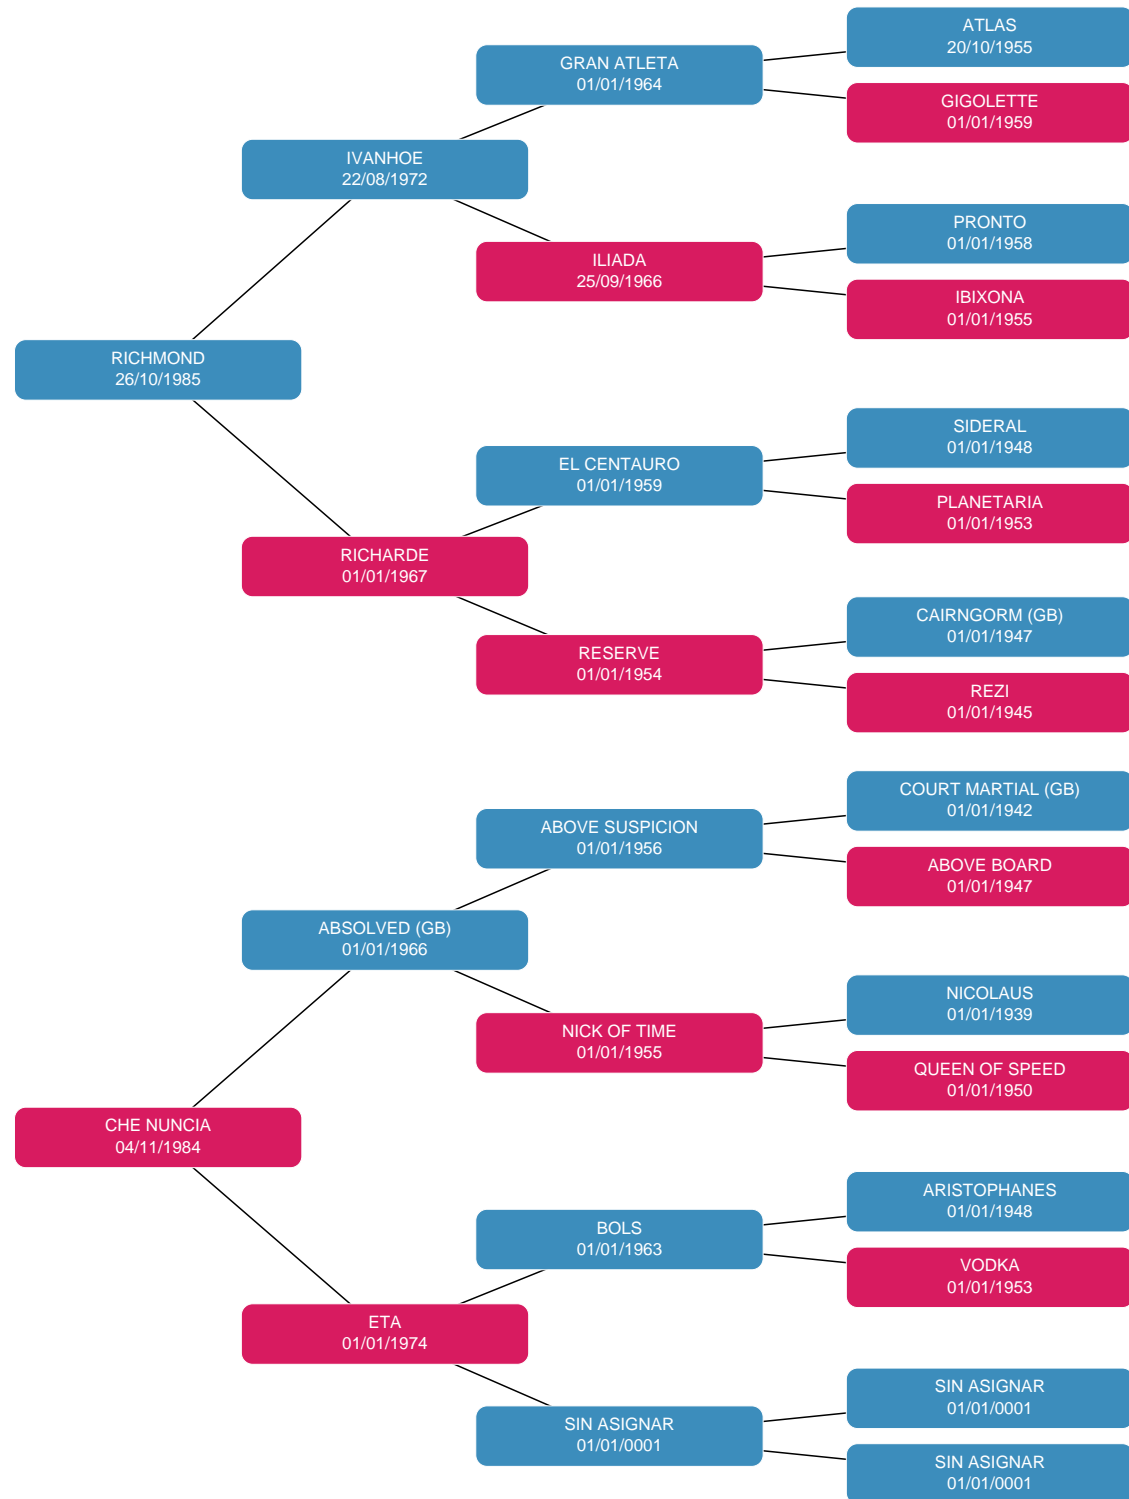 ATLAS
20/10/1955
GRAN ATLETA
01/01/1964
GIGOLETTE
01/01/1959
IVANHOE
22/08/1972
PRONTO
01/01/1958
ILIADA
25/09/1966
IBIXONA
01/01/1955
RICHMOND
26/10/1985
SIDERAL
01/01/1948
EL CENTAURO
01/01/1959
PLANETARIA
01/01/1953
RICHARDE
01/01/1967
CAIRNGORM (GB)
01/01/1947
RESERVE
01/01/1954
REZI
01/01/1945
COURT MARTIAL (GB)
01/01/1942
ABOVE SUSPICION
01/01/1956
ABOVE BOARD
01/01/1947
ABSOLVED (GB)
01/01/1966
NICOLAUS
01/01/1939
NICK OF TIME
01/01/1955
QUEEN OF SPEED
01/01/1950
CHE NUNCIA
04/11/1984
ARISTOPHANES
01/01/1948
BOLS
01/01/1963
VODKA
01/01/1953
ETA
01/01/1974
SIN ASIGNAR
01/01/0001
SIN ASIGNAR
01/01/0001
SIN ASIGNAR
01/01/0001